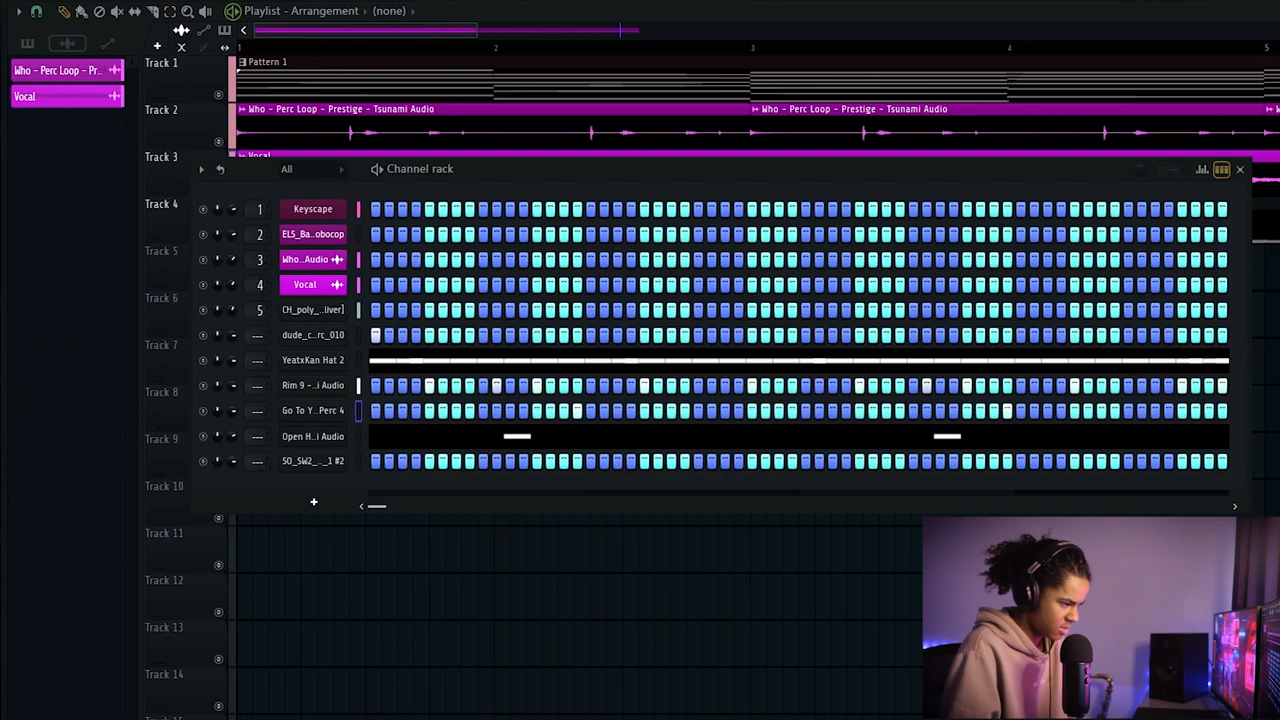 Playlist - Arrangement › (none) ›
1 2 3 4 5
Who - Perc Loop - Pr..
Vocal
Track 1
Pattern 1
Track 2
Who - Perc Loop - Prestige - Tsunami Audio
Who - Perc Loop - Prestige - Tsunami Audio
Track 3
Vocal
All
Channel rack
Track 4
1 Keyscape
2 ELS_Ba..obocop
Track 5
3 Who..Audio
4 Vocal
Track 6
5 CH_poly_..liver]
--- dude_c...rc_010
Track 7
--- YeatxKan Hat 2
--- Rim 9 -..i Audio
Track 8
--- Go To Y..Perc 4
--- Open H...i Audio
Track 9
--- SO_SW2_..._1 #2
Track 10
Track 11
Track 12
Track 13
Track 14